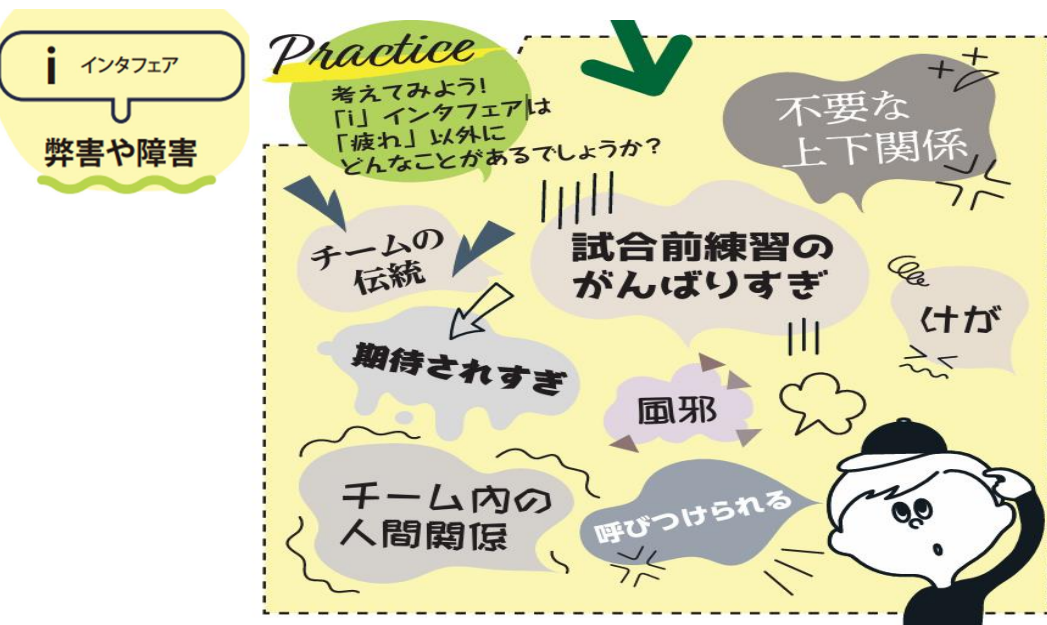 i インタフェア
弊害や障害
Practice
考えてみよう!
「i」インタフェアは
「疲れ」以外に
どんなことがあるでしょうか?
不要な
上下関係
チームの
伝統
試合前練習の
がんばりすぎ
けが
期待されすぎ
風邪
チーム内の
人間関係
呼びつけられる